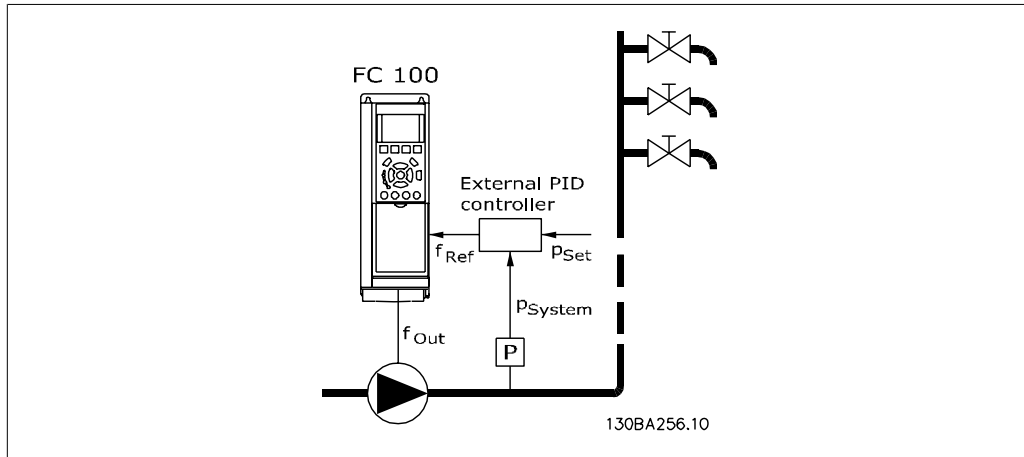 FC 100
External PID
controller
fRef
pSet
pSystem
fOut
P
130BA256.10